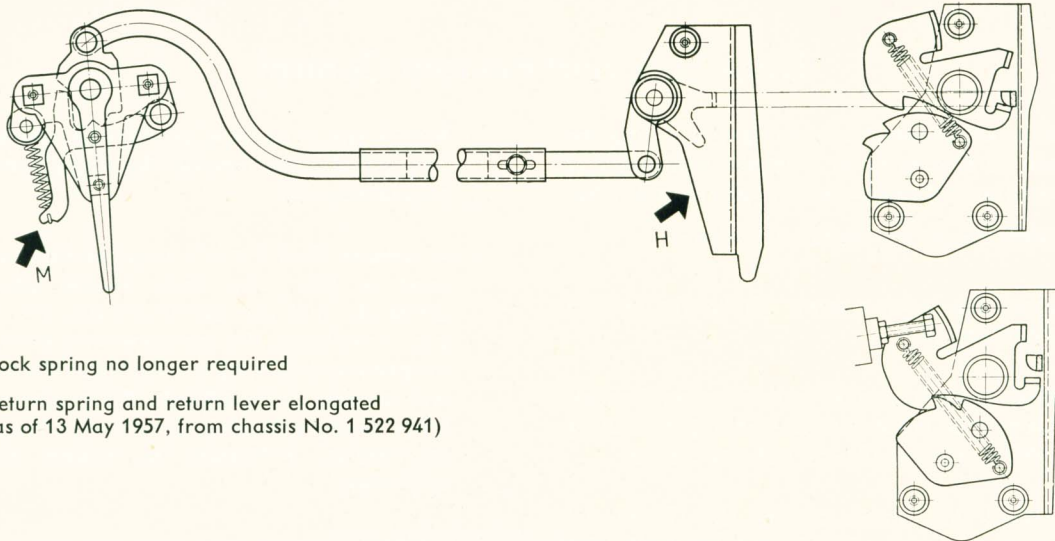 M
H
ock spring no longer required
eturn spring and return lever elongated
as of 13 May 1957, from chassis No. 1 522 941)